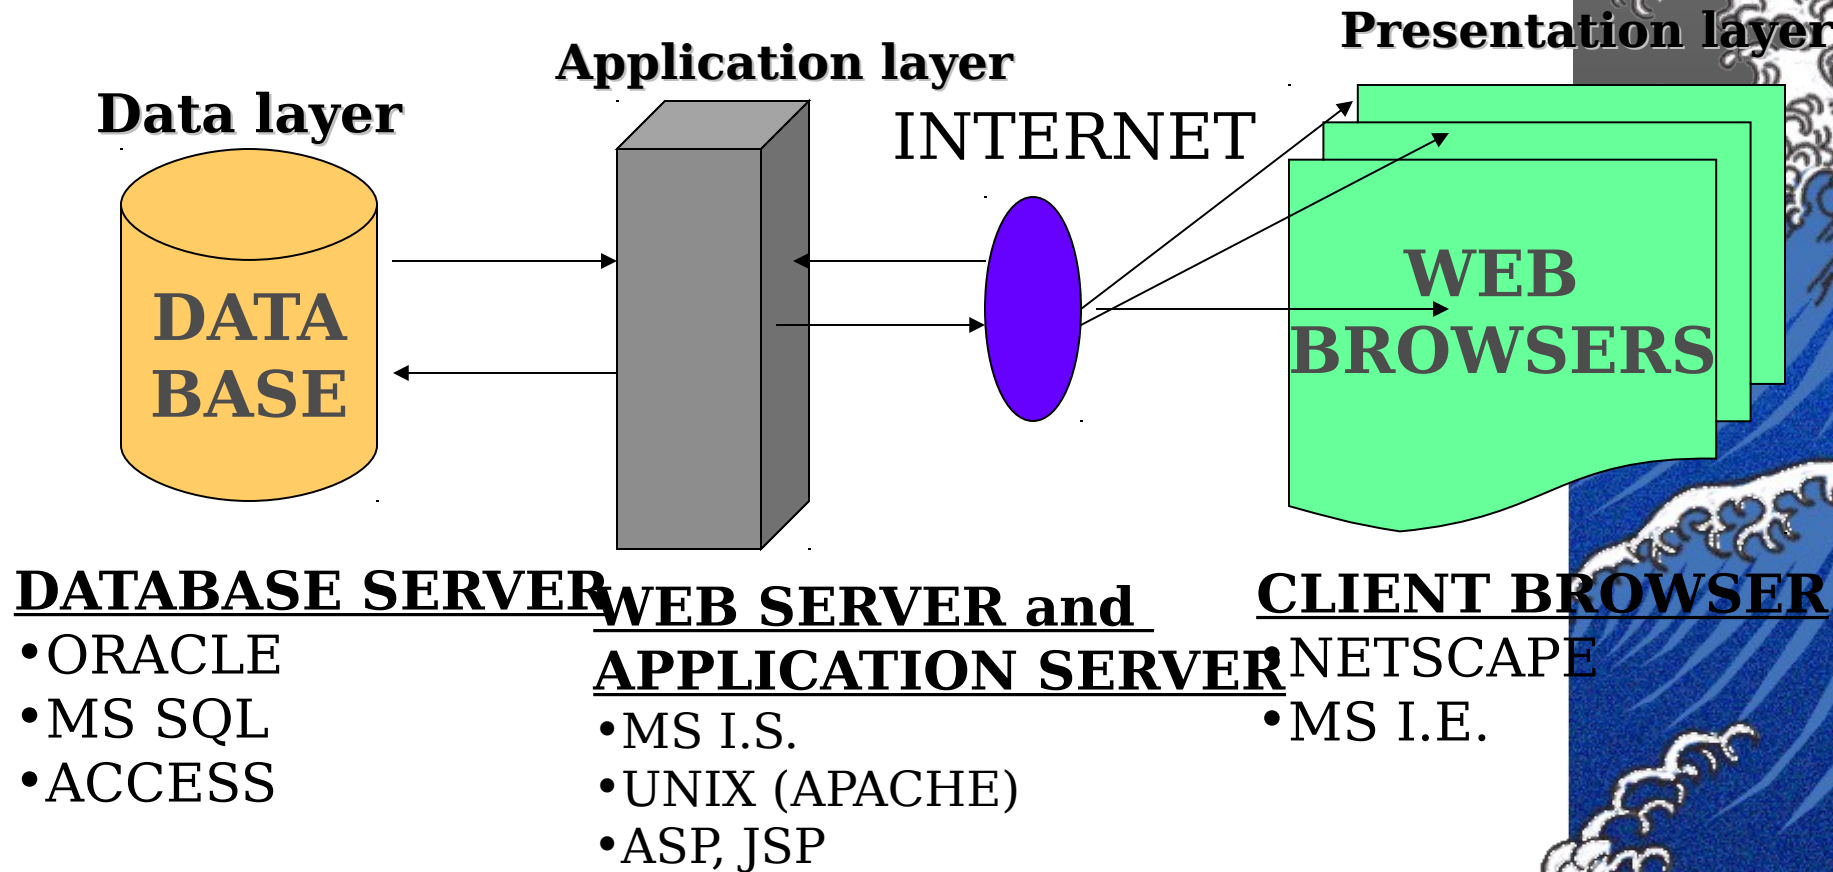 Presentation layer
Application layer
Data layer
INTERNET
DATA
BASE
WEB
BROWSERS
DATABASE SERVER
•ORACLE
•MS SQL
•ACCESS
WEB SERVER and
APPLICATION SERVER
•MS I.S.
•UNIX (APACHE)
•ASP, JSP
CLIENT BROWSER
•NETSCAPE
•MS I.E.